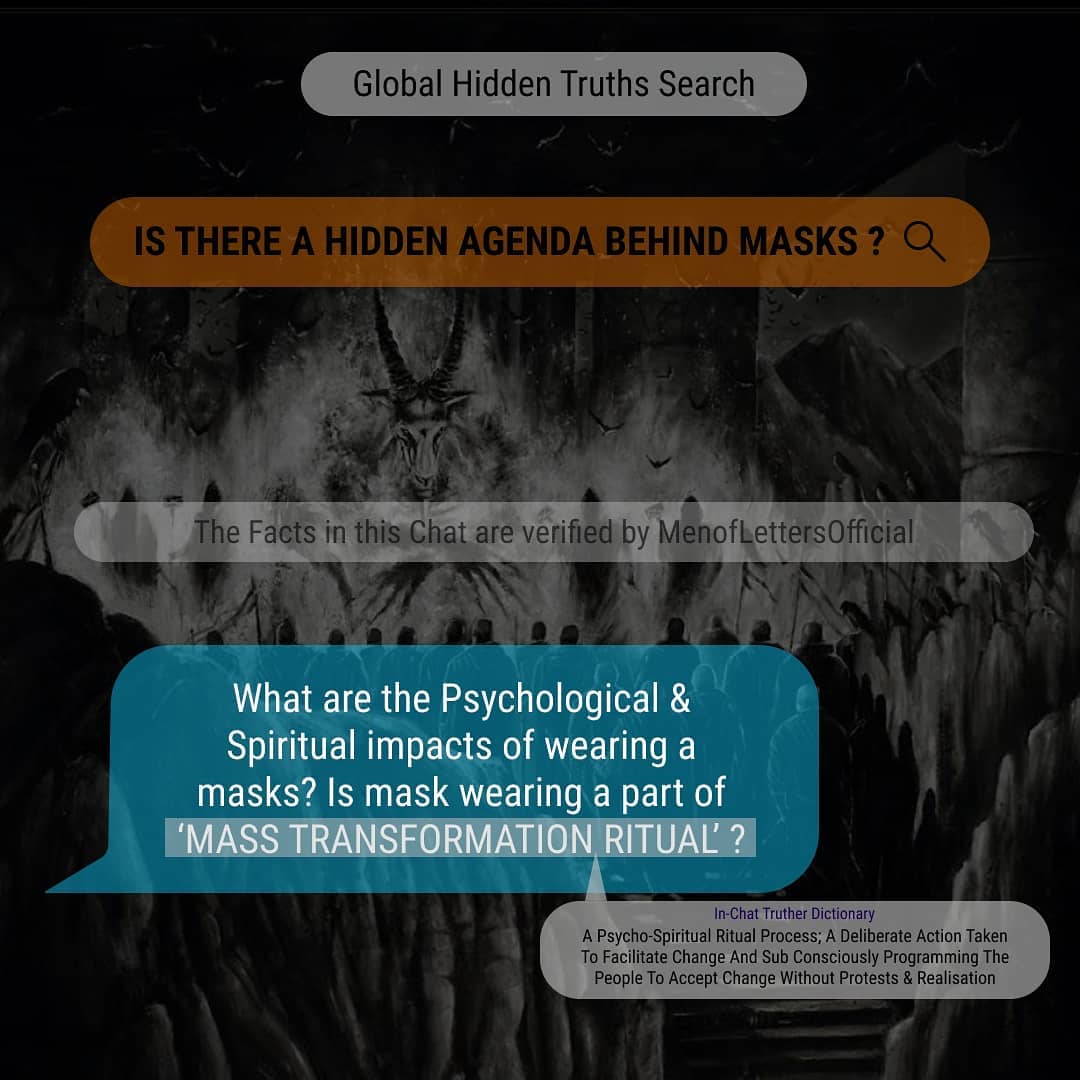 Global Hidden Truths Search
IS THERE A HIDDEN AGENDA BEHIND MASKS ?
The Facts in this Chat are verified by MenofLettersOfficial
What are the Psychological &
Spiritual impacts of wearing a
masks? Is mask wearing a part of
‘MASS TRANSFORMATION RITUAL’ ?
In-Chat Truther Dictionary
A Psycho-Spiritual Ritual Process; A Deliberate Action Taken
To Facilitate Change And Sub Consciously Programming The
People To Accept Change Without Protests & Realisation